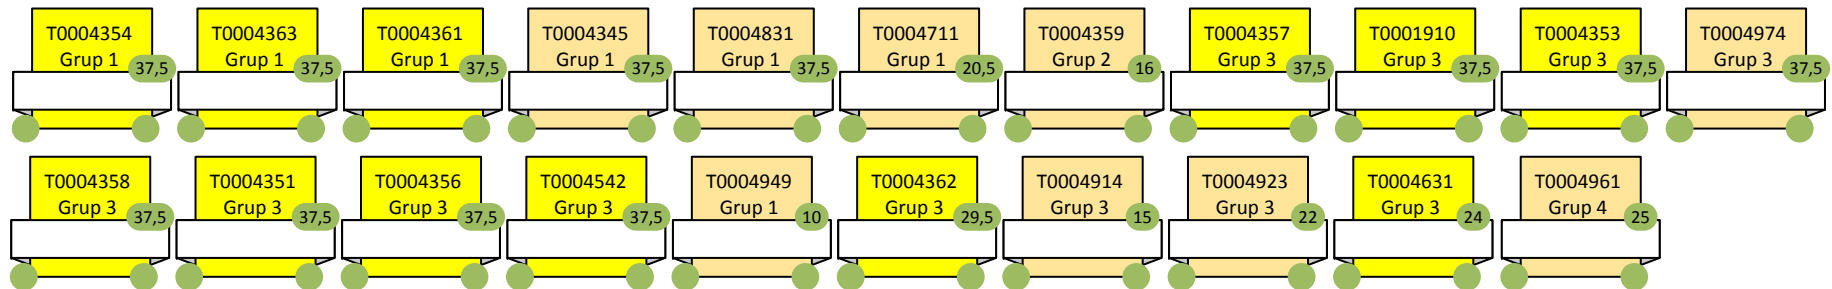 T0004354
Grup 1
37,5
T0004363
Grup 1
37,5
T0004361
Grup 1
37,5
T0004345
Grup 1
37,5
T0004831
Grup 1
37,5
T0004711
Grup 1
20,5
T0004359
Grup 2
16
T0004357
Grup 3
37,5
T0001910
Grup 3
37,5
T0004353
Grup 3
37,5
T0004974
Grup 3
37,5
T0004358
Grup 3
37,5
T0004351
Grup 3
37,5
T0004356
Grup 3
37,5
T0004542
Grup 3
37,5
T0004949
Grup 1
10
T0004362
Grup 3
29,5
T0004914
Grup 3
15
T0004923
Grup 3
22
T0004631
Grup 3
24
T0004961
Grup 4
25